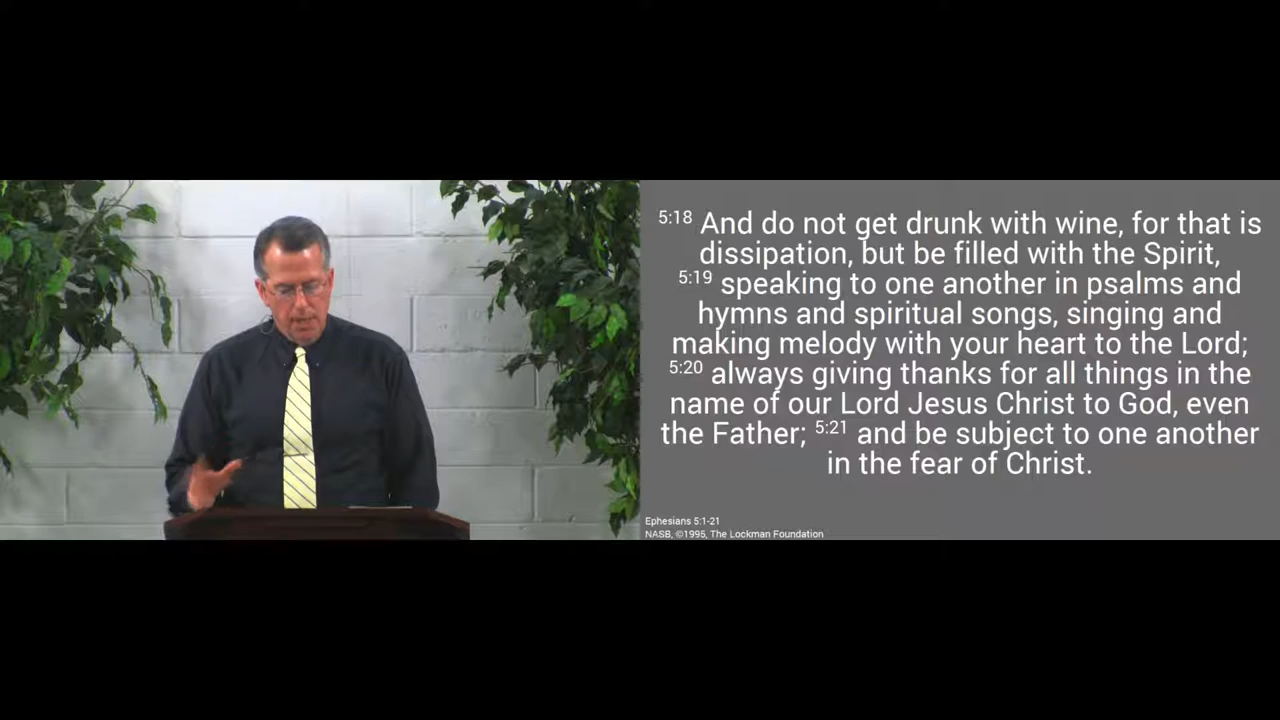 5:18 And do not get drunk with wine, for that is
dissipation, but be filled with the Spirit,
5:19 speaking to one another in psalms and
hymns and spiritual songs, singing and
making melody with your heart to the Lord;
5:20 always giving thanks for all things in the
name of our Lord Jesus Christ to God, even
the Father; 5:21 and be subject to one another
in the fear of Christ.
Ephesians 5:1-21
NASB, ©1995, The Lockman Foundation